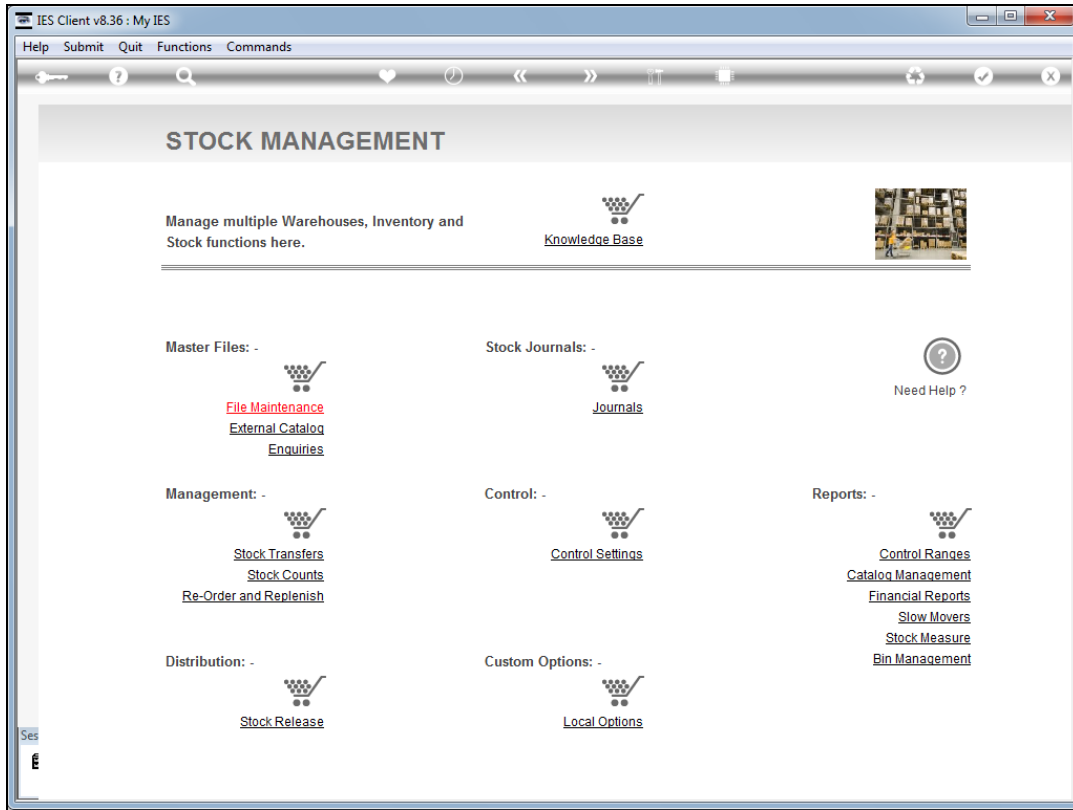 IES Client v8.36 : My IES
Help Submit Quit Functions Commands
STOCK MANAGEMENT
Manage multiple Warehouses, Inventory and
Stock functions here.
Knowledge Base
Master Files: -
File Maintenance
External Catalog
Enquiries
Stock Journals: -
Journals
Need Help ?
Management: -
Stock Transfers
Stock Counts
Re-Order and Replenish
Control: -
Control Settings
Reports: -
Control Ranges
Catalog Management
Financial Reports
Slow Movers
Stock Measure
Bin Management
Distribution: -
Stock Release
Custom Options: -
Local Options
Ses